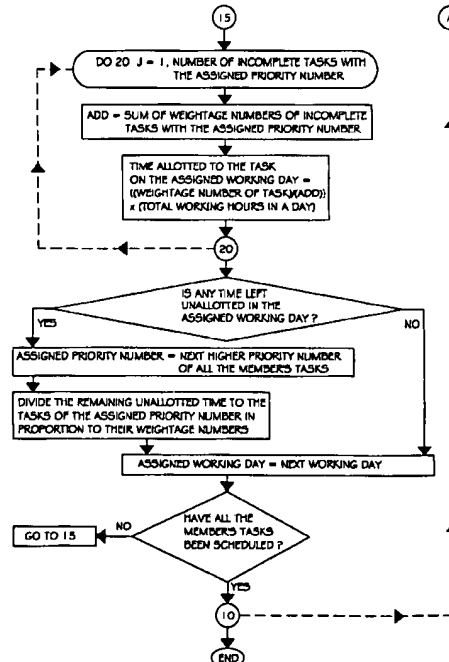 15
DO 20 J = 1, NUMBER OF INCOMPLETE TASKS WITH
THE ASSIGNED PRIORITY NUMBER
ADD = SUM OF WEIGHTAGE NUMBERS OF INCOMPLETE
TASKS WITH THE ASSIGNED PRIORITY NUMBER
TIME ALLOTTED TO THE TASK
ON THE ASSIGNED WORKING DAY =
((WEIGHTAGE NUMBER OF TASK)/(ADD))
x (TOTAL WORKING HOURS IN A DAY)
20
IS ANY TIME LEFT
UNALLOTTED IN THE
ASSIGNED WORKING DAY ?
YES
NO
ASSIGNED PRIORITY NUMBER = NEXT HIGHER PRIORITY NUMBER
OF ALL THE MEMBER'S TASKS
DIVIDE THE REMAINING UNALLOTTED TIME TO THE
TASKS OF THE ASSIGNED PRIORITY NUMBER IN
PROPORTION TO THEIR WEIGHTAGE NUMBERS
ASSIGNED WORKING DAY = NEXT WORKING DAY
HAVE ALL THE
MEMBER'S TASKS
BEEN SCHEDULED ?
NO
GO TO 15
YES
10
END